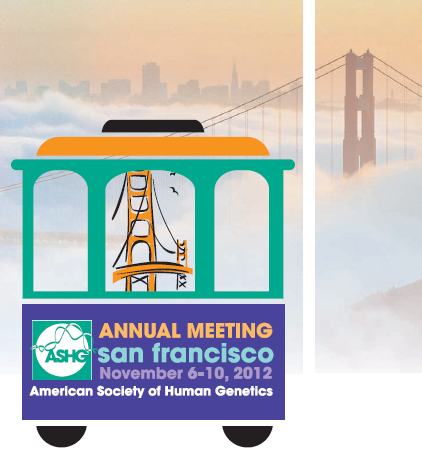 ASHG
ANNUAL MEETING
san francisco
November 6-10, 2012
American Society of Human Genetics